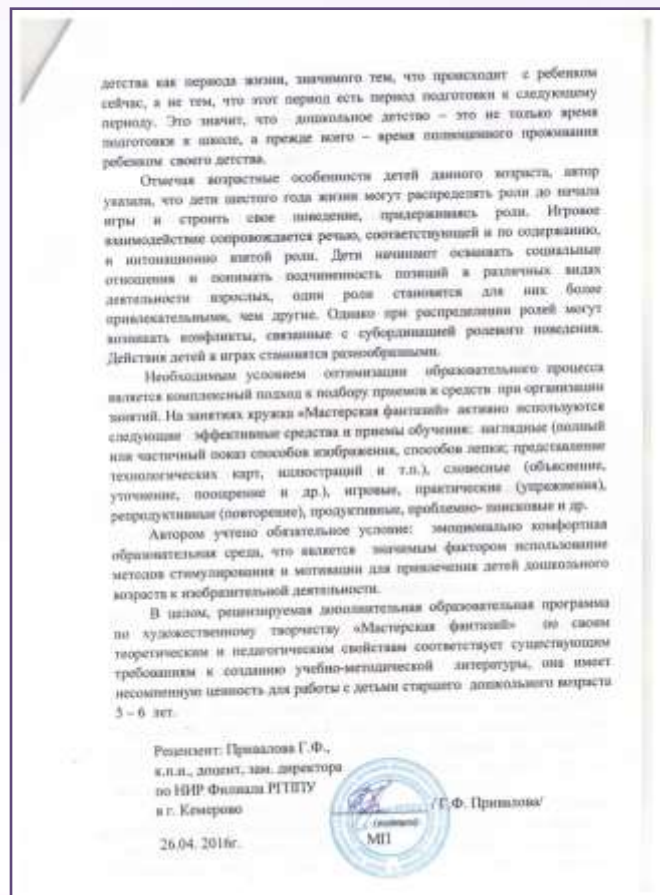 детства как периода жизни, значимого тем, что происходит с ребенком
сейчас, а не тем, что этот период есть период подготовки к следующему
периоду. Это значит, что дошкольное детство – это не только время
подготовки к школе, а прежде всего – время полноценного проживания
ребенком своего детства.
Отмечая возрастные особенности детей данного возраста, автор
указала, что дети шестого года жизни могут распределять роли до начала
игры и строить свое поведение, придерживаясь роли. Игровое
взаимодействие сопровождается речью, соответствующей и по содержанию,
и интонационно взятой роли. Дети начинают осваивать социальные
отношения и понимать подчиненность позиций в различных видах
деятельности взрослых, одни роли становятся для них более
привлекательными, чем другие. Однако при распределении ролей могут
возникать конфликты, связанные с субординацией ролевого поведения.
Действия детей в играх становятся разнообразными.
Необходимым условием оптимизации образовательного процесса
является комплексный подход к подбору приемов и средств при организации
занятий. На занятиях кружка «Мастерская фантазий» активно используются
следующие эффективные средства и приемы обучения: наглядные (полный
или частичный показ способов изображения, способов лепки; представление
технологических карт, иллюстраций и т.п.), словесные (объяснение,
уточнение, поощрение и др.), игровые, практические (упражнения),
репродуктивные (повторение), продуктивные, проблемно- поисковые и др.
Автором учтено обязательное условие: эмоционально комфортная
образовательная среда, что является значимым фактором использование
методов стимулирования и мотивации для привлечения детей дошкольного
возраста к изобразительной деятельности.
В целом, рецензируемая дополнительная образовательная программа
по художественному творчеству «Мастерская фантазий» по своим
теоретическим и педагогическим свойствам соответствует существующим
требованиям к созданию учебно-методической литературы, она имеет
несомненную ценность для работы с детьми старшего дошкольного возраста
5 – 6 лет.
Рецензент: Привалова Г.Ф.,
к.п.н., доцент, зам. директора
по НИР Филиала РГППУ
в г. Кемерово
/Г.Ф. Привалова/
(подпись)
26.04. 2016г.
МП